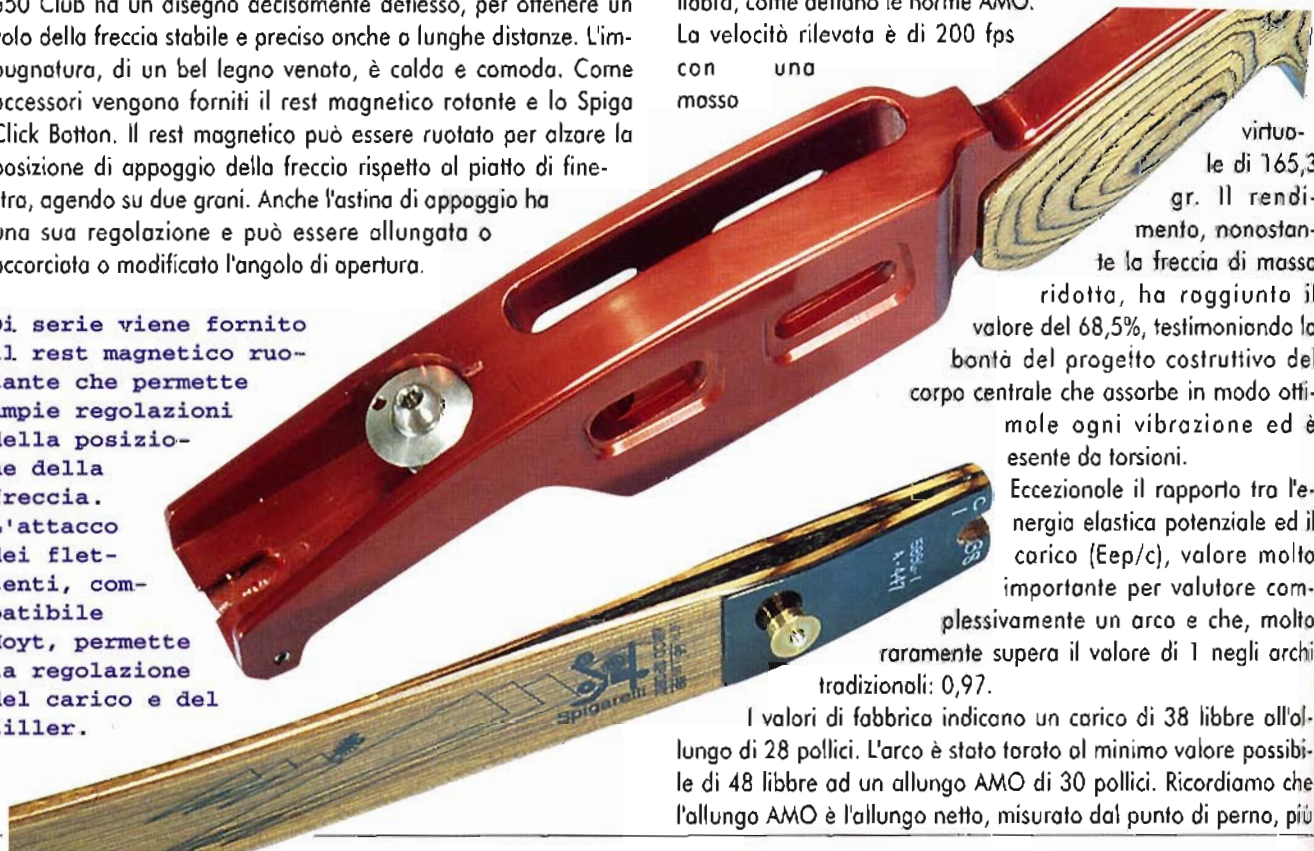 650 Club ha un disegno decisamente deflesso, per ottenere un
volo della freccia stabile e preciso anche a lunghe distanze. L'im-
pugnatura, di un bel legno venato, è calda e comoda. Come
accessori vengono forniti il rest magnetico rotante e lo Spiga
Click Botton. Il rest magnetico può essere ruotato per alzare la
posizione di appoggio della freccia rispetto al piatto di fine-
stra, agendo su due grani. Anche l'astina di appoggio ha
una sua regolazione e può essere allungata o
accorciata o modificato l'angolo di apertura.
Di serie viene fornito
il rest magnetico ruo-
tante che permette
ampie regolazioni
della posizio-
ne della
freccia.
L'attacco
dei flet-
tenti, com-
patibile
Hoyt, permette
la regolazione
del carico e del
tiller.
libbra, come dettano le norme AMO.
La velocità rilevata è di 200 fps
con una
massa
virtua-
le di 165,3
gr. Il rendi-
mento, nonostan-
te la freccia di massa
ridotta, ha raggiunto il
valore del 68,5%, testimoniando la
bontà del progetto costruttivo del
corpo centrale che assorbe in modo otti-
male ogni vibrazione ed è
esente da torsioni.
Eccezionale il rapporto tra l'e-
nergia elastica potenziale ed il
carico (Eep/c), valore molto
importante per valutare com-
plessivamente un arco e che, molto
raramente supera il valore di 1 negli archi
tradizionali: 0,97.
I valori di fabbrica indicano un carico di 38 libbre all'al-
lungo di 28 pollici. L'arco è stato tarato al minimo valore possibi-
le di 48 libbre ad un allungo AMO di 30 pollici. Ricordiamo che
l'allungo AMO è l'allungo netto, misurato dal punto di perno, più
Spigarelli
A-447